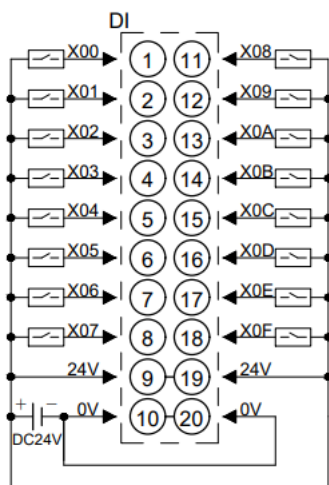 DI
X00 1 11 X08
X01 2 12 X09
X02 3 13 X0A
X03 4 14 X0B
X04 5 15 X0C
X05 6 16 X0D
X06 7 17 X0E
X07 8 18 X0F
24V 9 19 24V
+ − 0V 10 20 0V
DC24V